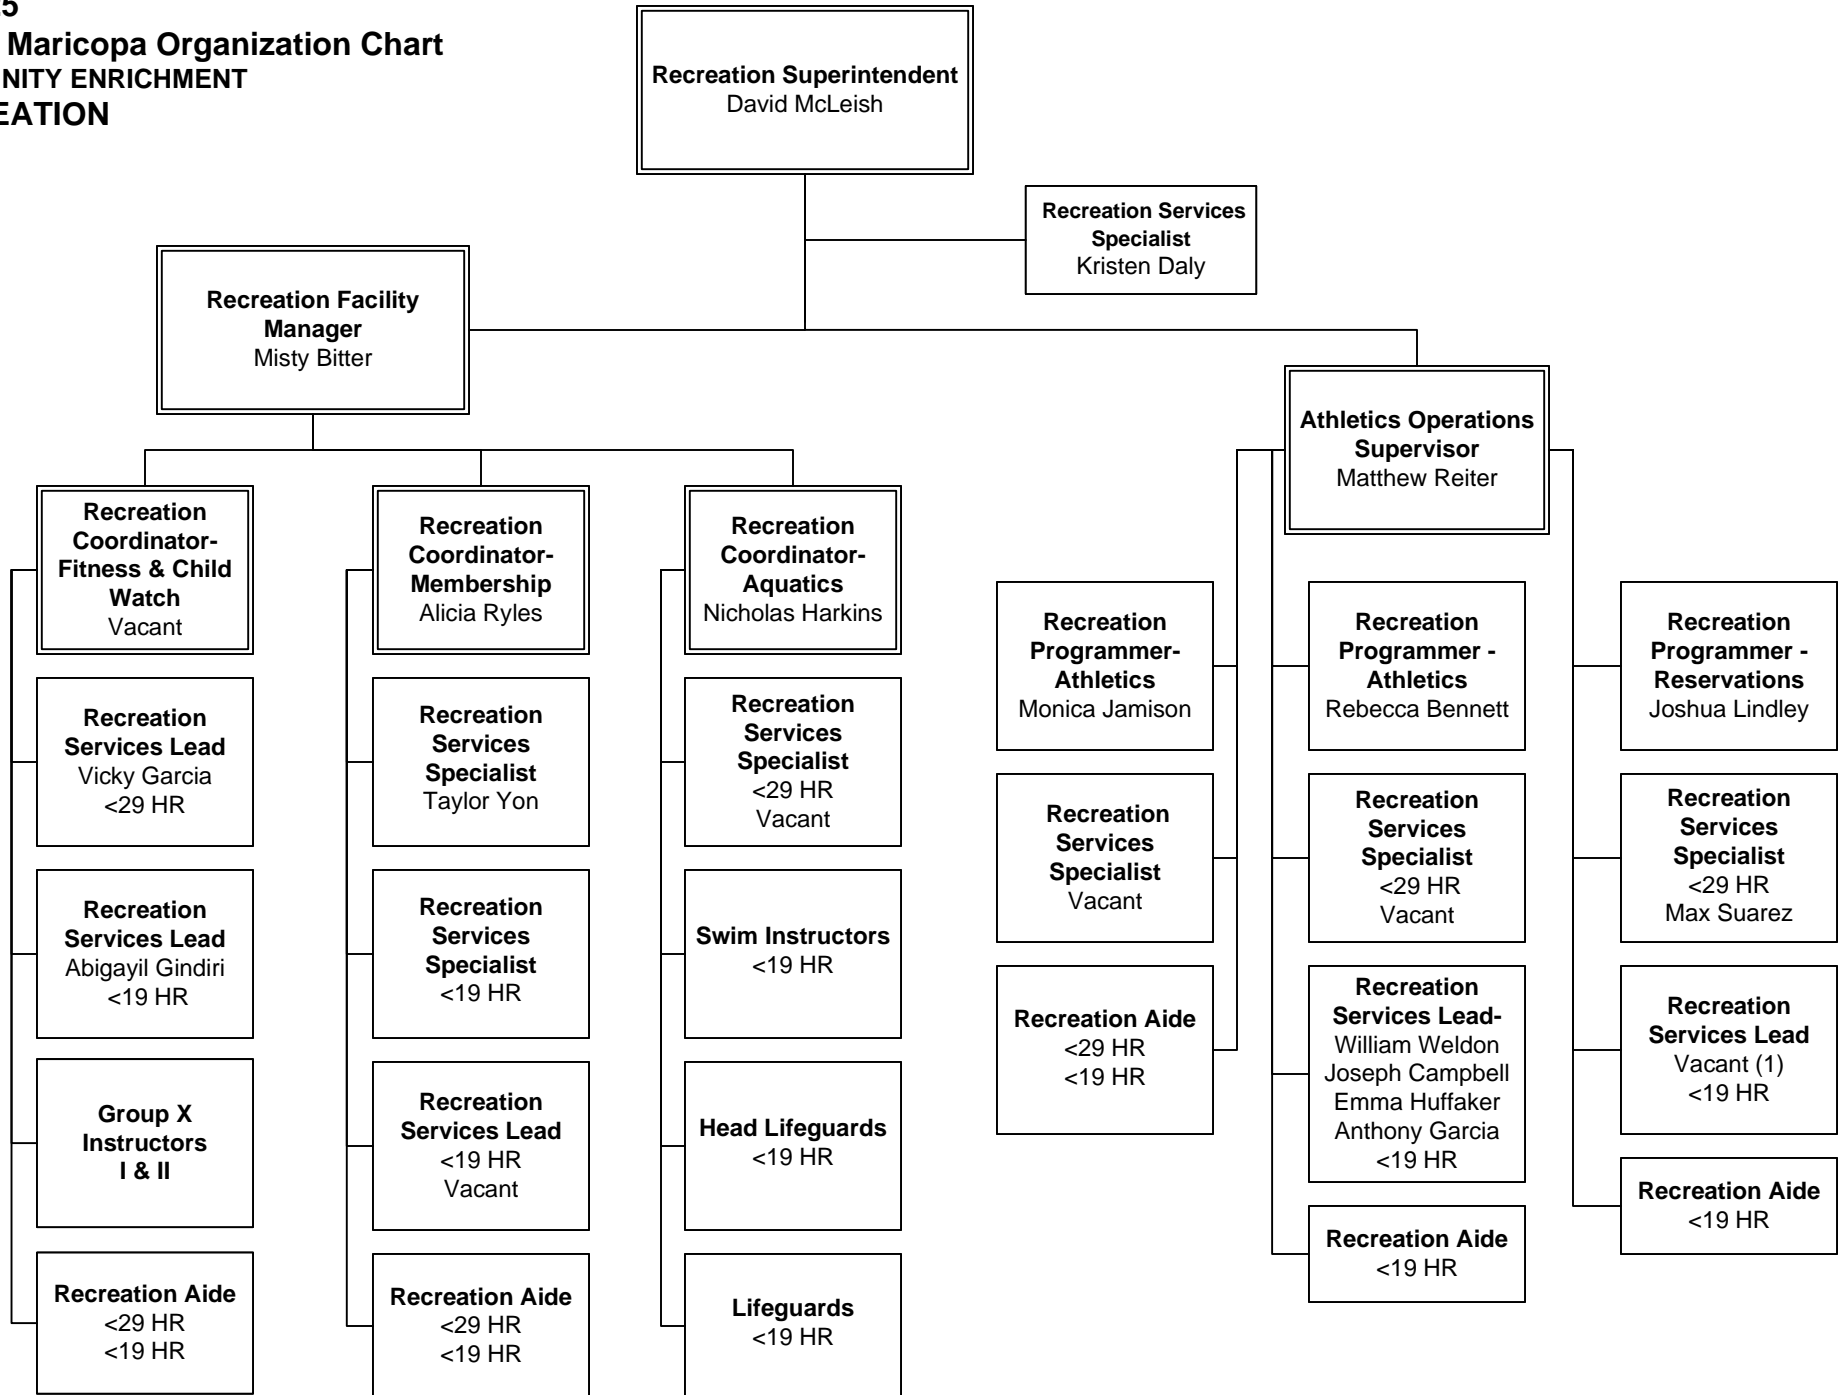 Maricopa Organization Chart
Recreation Superintendent
David McLeish
Recreation Services
Specialist
Kristen Daly
Recreation Facility
Manager
Misty Bitter
Athletics Operations
Supervisor
Matthew Reiter
Recreation
Coordinator-
Fitness & Child
Watch
Vacant
Recreation
Services Lead
Vicky Garcia
<29 HR
Recreation
Services Lead
Abigayil Gindiri
<19 HR
Group X
Instructors
I & II
Recreation Aide
<29 HR
<19 HR
Recreation
Coordinator-
Membership
Alicia Ryles
Recreation
Services
Specialist
Taylor Yon
Recreation
Services
Specialist
<19 HR
Recreation
Services Lead
<19 HR
Vacant
Recreation Aide
<29 HR
<19 HR
Recreation
Coordinator-
Aquatics
Nicholas Harkins
Recreation
Services
Specialist
<29 HR
Vacant
Swim Instructors
<19 HR
Head Lifeguards
<19 HR
Lifeguards
<19 HR
Recreation
Programmer-
Athletics
Monica Jamison
Recreation
Services
Specialist
Vacant
Recreation Aide
<29 HR
<19 HR
Recreation
Programmer -
Athletics
Rebecca Bennett
Recreation
Services
Specialist
<29 HR
Vacant
Recreation
Services Lead-
William Weldon
Joseph Campbell
Emma Huffaker
Anthony Garcia
<19 HR
Recreation Aide
<19 HR
Recreation
Programmer -
Reservations
Joshua Lindley
Recreation
Services
Specialist
<29 HR
Max Suarez
Recreation
Services Lead
Vacant (1)
<19 HR
Recreation Aide
<19 HR
NITY ENRICHMENT
EATION